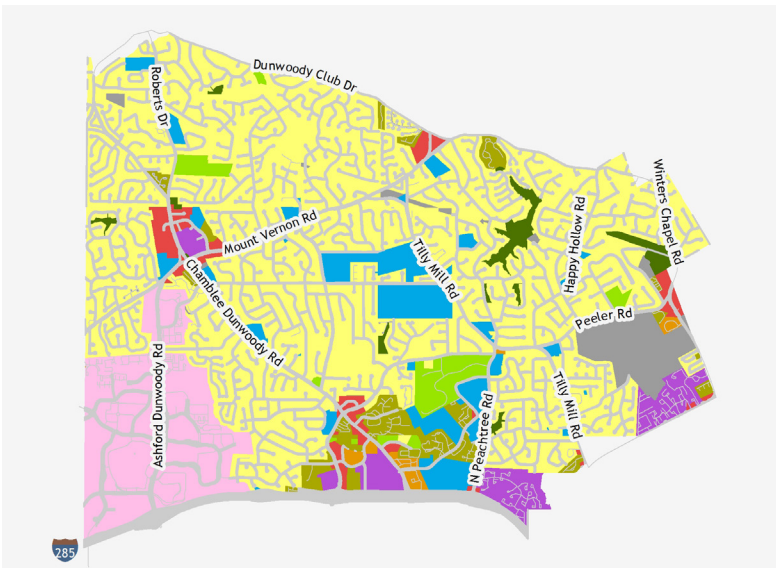 Dunwoody Club Dr
Roberts Dr
Winters Chapel Rd
Mount Vernon Rd
Happy Hollow Rd
Tilly Mill Rd
Chamblee Dunwoody Rd
Peeler Rd
Ashford Dunwoody Rd
Tilly Mill Rd
N Peachtree Rd
285